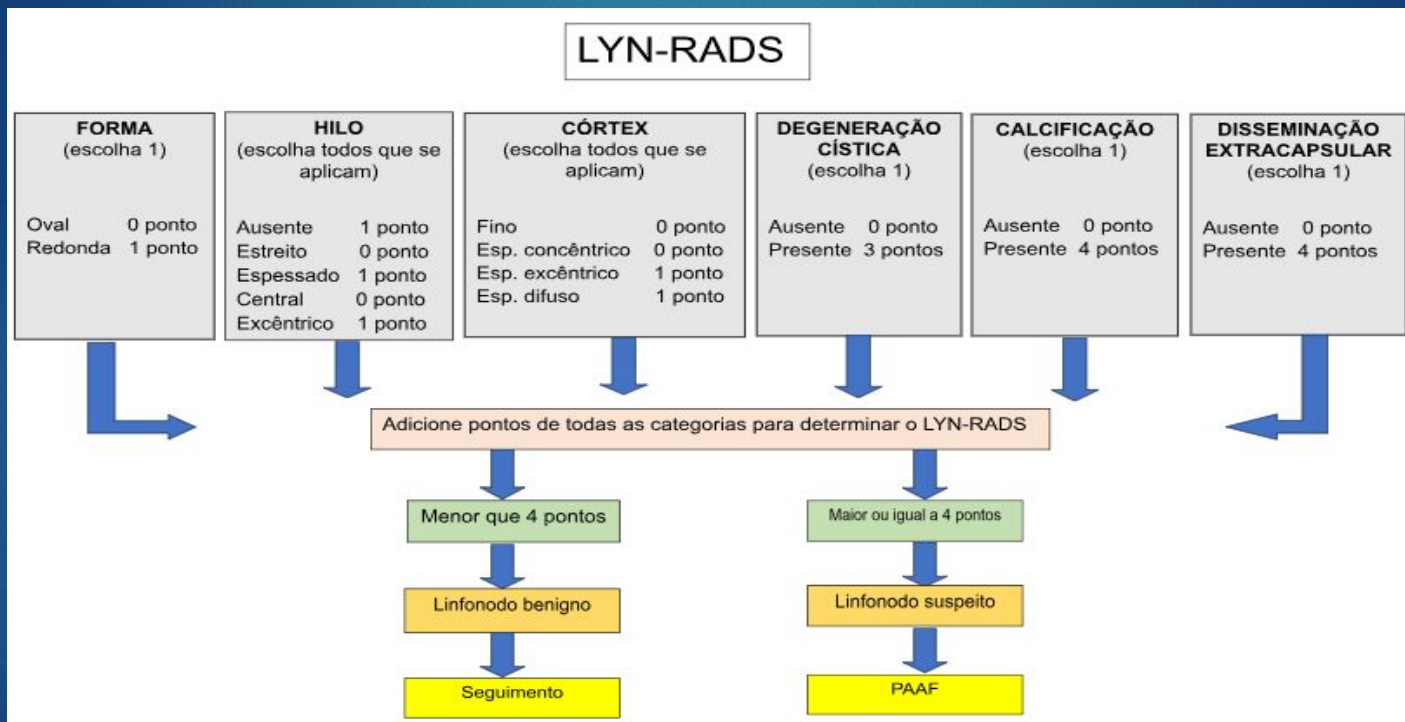 LYN-RADS
FORMA
(escolha 1)
Oval 0 ponto
Redonda 1 ponto
HILO
(escolha todos que se
aplicam)
Ausente 1 ponto
Estreito 0 ponto
Espessado 1 ponto
Central 0 ponto
Excêntrico 1 ponto
CÓRTEX
(escolha todos que se
aplicam)
Fino 0 ponto
Esp. concêntrico 0 ponto
Esp. excêntrico 1 ponto
Esp. difuso 1 ponto
DEGENERAÇÃO
CÍSTICA
(escolha 1)
Ausente 0 ponto
Presente 3 pontos
CALCIFICAÇÃO
(escolha 1)
Ausente 0 ponto
Presente 4 pontos
DISSEMINAÇÃO
EXTRACAPSULAR
(escolha 1)
Ausente 0 ponto
Presente 4 pontos
Adicione pontos de todas as categorias para determinar o LYN-RADS
Menor que 4 pontos
Linfonodo benigno
Seguimento
Maior ou igual a 4 pontos
Linfonodo suspeito
PAAF